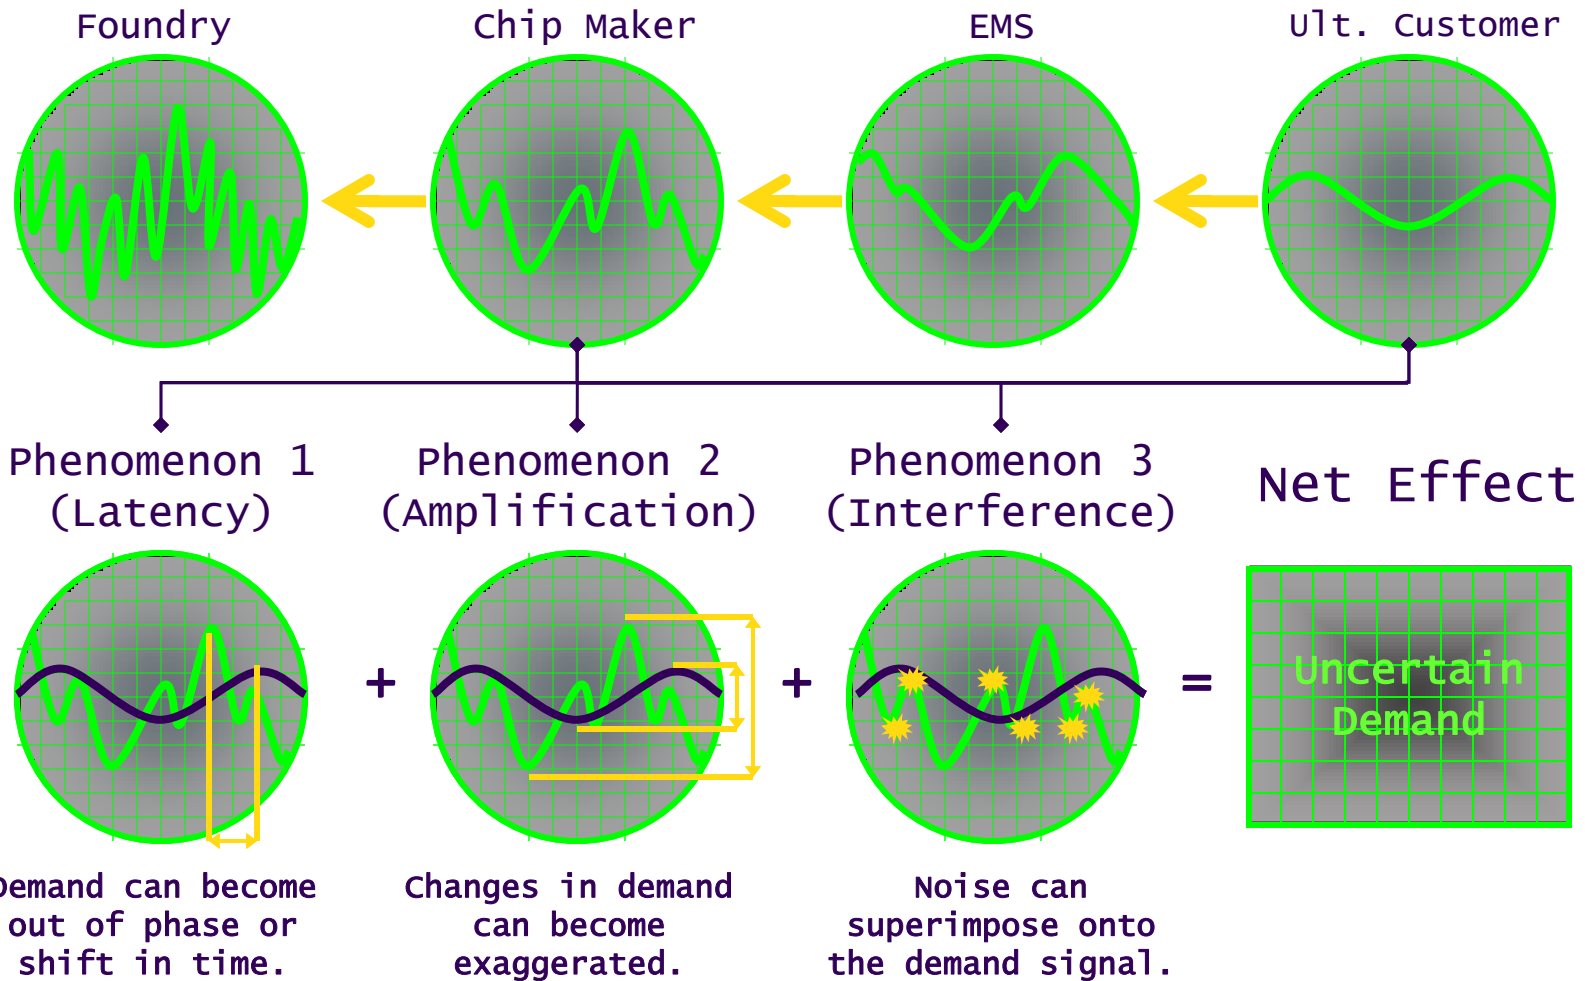 Foundry
Chip Maker
EMS
Ult. Customer
Phenomenon 1
(Latency)
Phenomenon 2
(Amplification)
Phenomenon 3
(Interference)
Net Effect
+
+
=
Uncertain
Demand
Demand can become
out of phase or
shift in time.
Changes in demand
can become
exaggerated.
Noise can
superimpose onto
the demand signal.